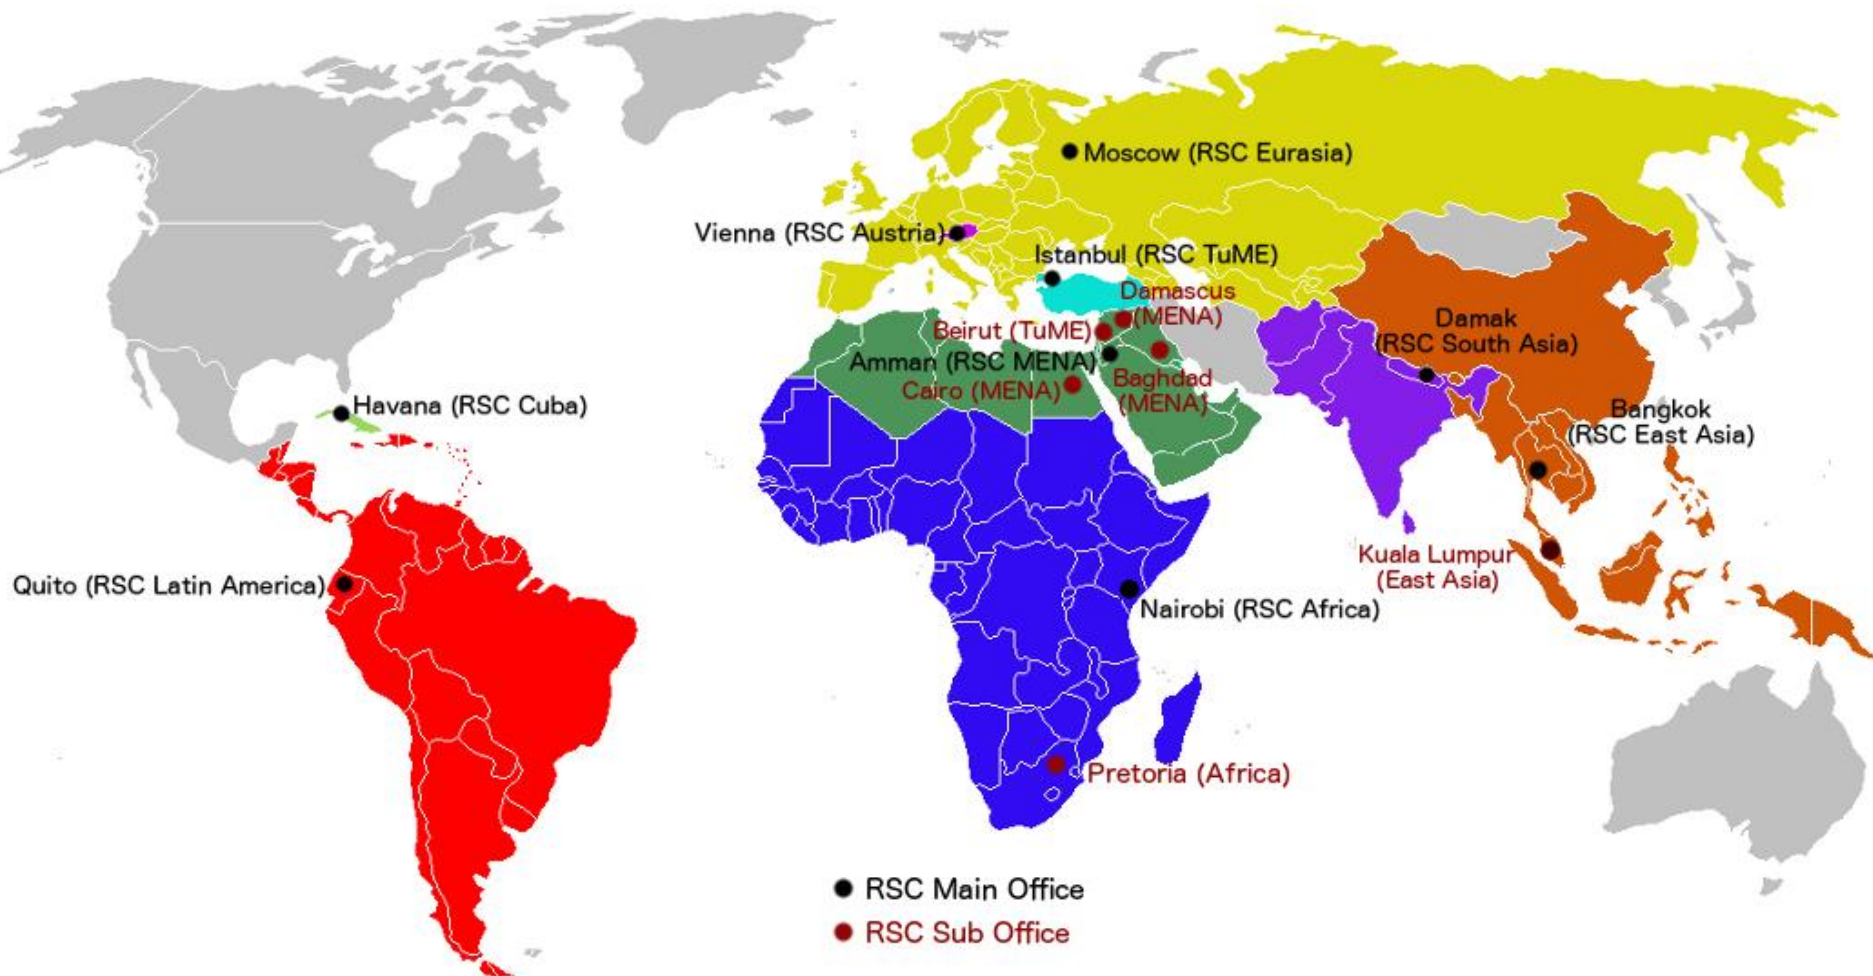 Moscow (RSC Eurasia)
Vienna (RSC Austria)
Istanbul (RSC TuME)
Damascus
(MENA)
Beirut (TuME)
Damak
(RSC South Asia)
Amman (RSC MENA)
Cairo (MENA)
Baghdad
(MENA)
Havana (RSC Cuba)
Bangkok
(RSC East Asia)
Kuala Lumpur
(East Asia)
Quito (RSC Latin America)
Nairobi (RSC Africa)
Pretoria (Africa)
RSC Main Office
RSC Sub Office